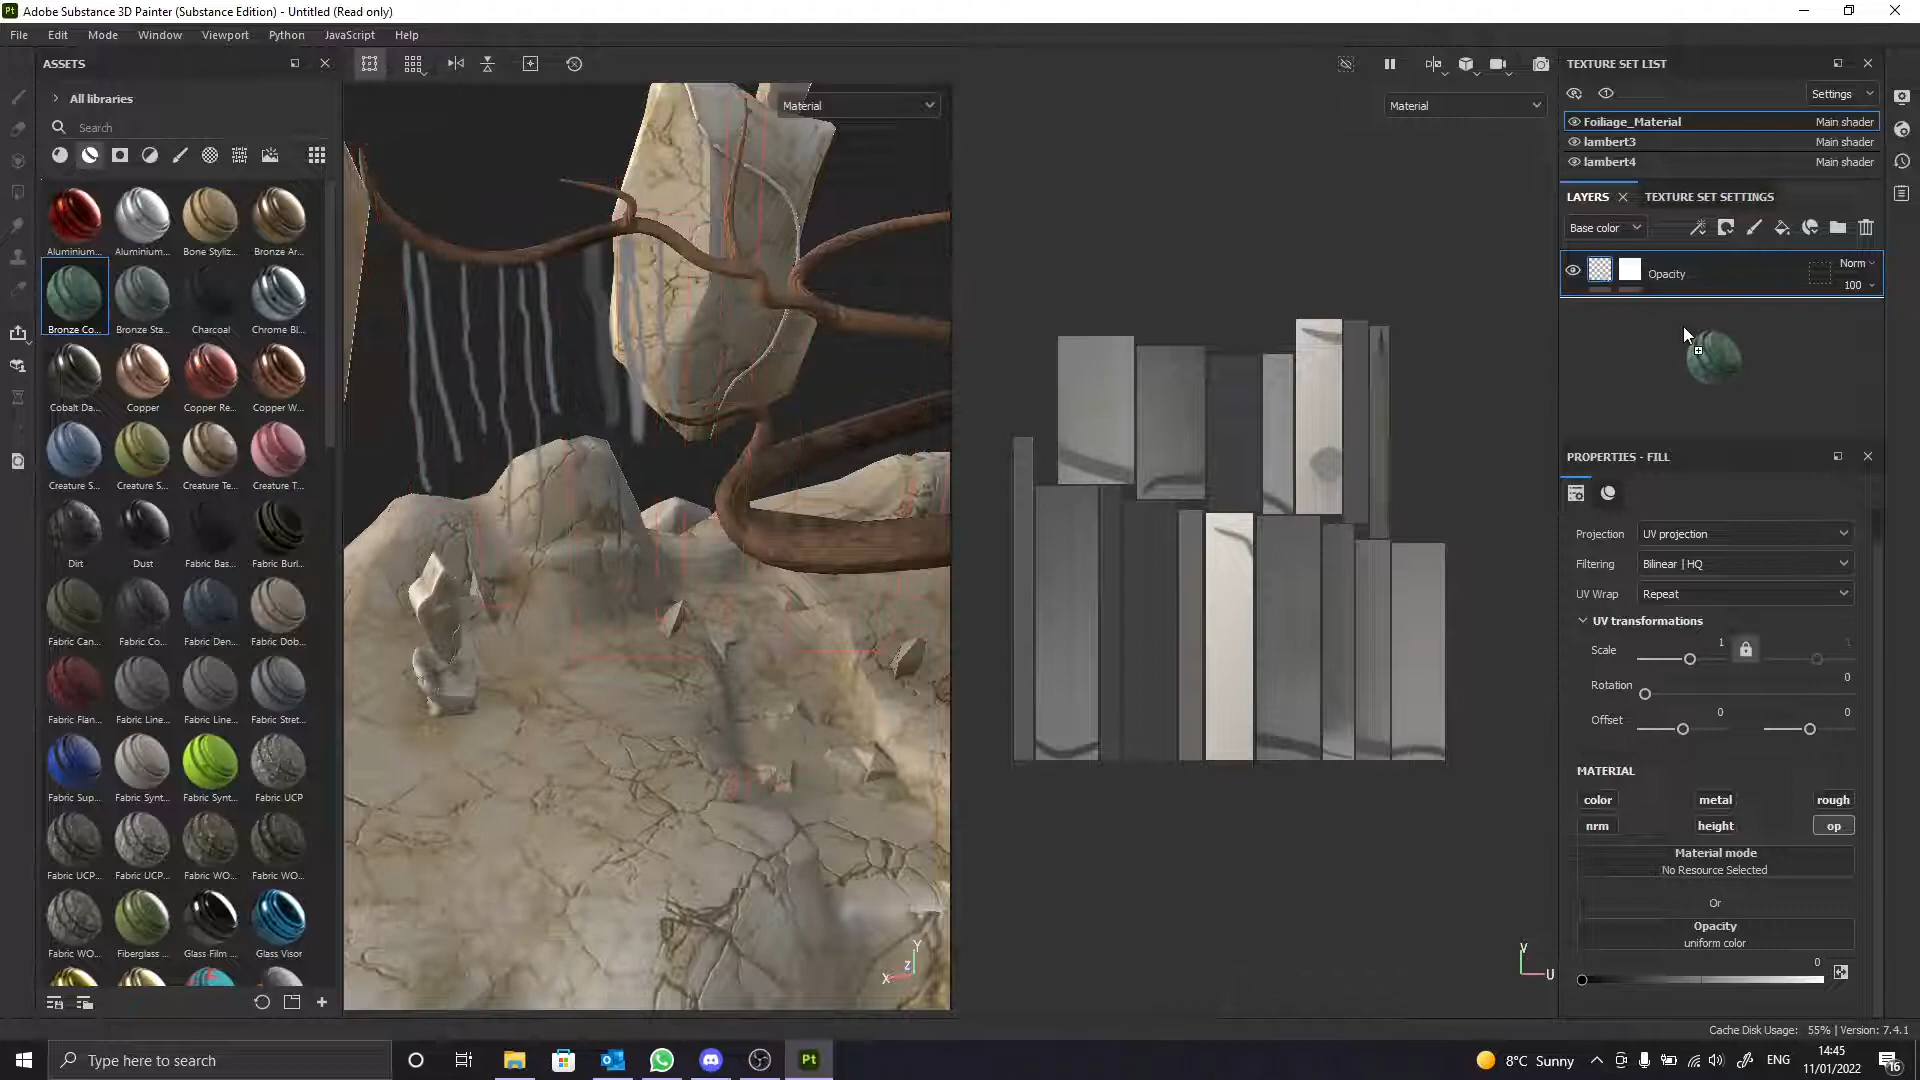 Adobe Substance 3D Painter (Substance Edition) - Untitled (Read only)
File Edit Mode Window Viewport Python JavaScript Help
ASSETS
All libraries
Search
Aluminium... Aluminium... Bone Styliz... Bronze Ar...
Bronze Co... Bronze Sta... Charcoal Chrome Bl...
Cobalt Da... Copper Copper Re... Copper W...
Creature S... Creature S... Creature Te... Creature T...
Dirt Dust Fabric Bas... Fabric Burl...
Fabric Can... Fabric Co... Fabric Den... Fabric Dob...
Fabric Flan... Fabric Line... Fabric Line... Fabric Stret...
Fabric Sup... Fabric Synt... Fabric Synt... Fabric UCP
Fabric UCP... Fabric UCP... Fabric WO... Fabric WO...
Fabric WO... Fiberglass ... Glass Film ... Glass Visor
Material
Y
Z
X
Material
V
U
TEXTURE SET LIST
Settings
Foiliage_Material Main shader
lambert3 Main shader
lambert4 Main shader
LAYERS TEXTURE SET SETTINGS
Base color
Opacity Norm
100
PROPERTIES - FILL
Projection UV projection
Filtering Bilinear | HQ
UV Wrap Repeat
UV transformations
Scale 1 1
Rotation 0
Offset 0 0
MATERIAL
color metal rough
nrm height op
Material mode
No Resource Selected
Or
Opacity
uniform color
0
Cache Disk Usage: 55% | Version: 7.4.1
Type here to search
Pt
8°C Sunny
ENG
14:45
11/01/2022
16